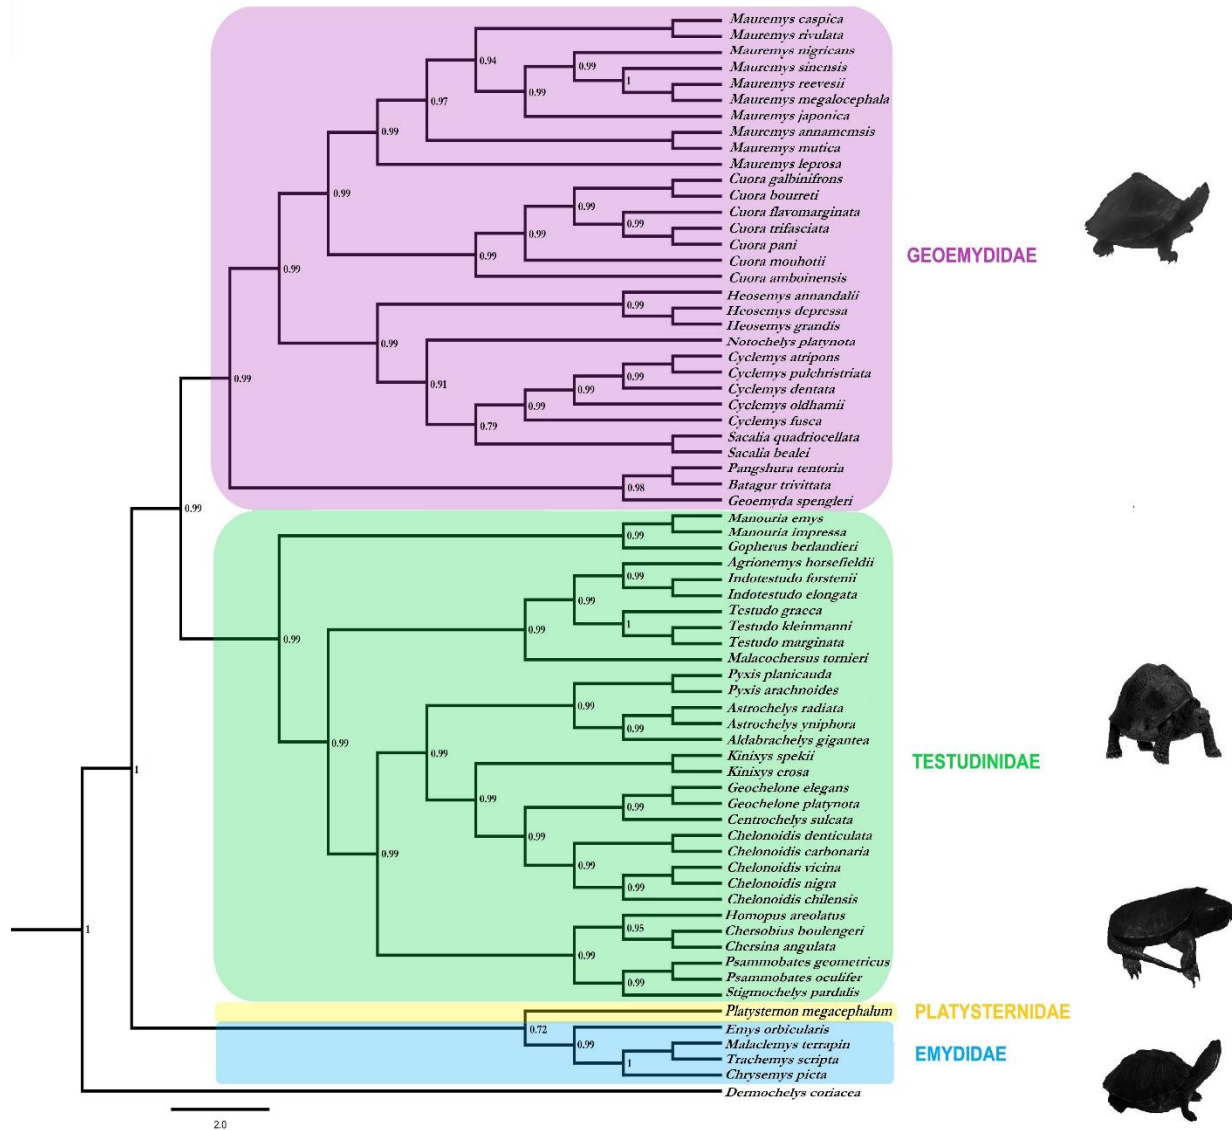 Mauremys caspica
Mauremys rivulata
Mauremys nigricans
Mauremys sinensis
Mauremys reevesii
Mauremys megalocephala
Mauremys japonica
Mauremys annamemsis
Mauremys mutica
Mauremys leprosa
Cuora galbinifrons
Cuora bourreti
Cuora flavomarginata
Cuora trifasciata
Cuora pani
Cuora mouhotii
Cuora amboinensis
Heosemys annandalii
Heosemys depressa
Heosemys grandis
Notochelys platynota
Cyclemys atripons
Cyclemys pulchristriata
Cyclemys dentata
Cyclemys oldhamii
Cyclemys fusca
Sacalia quadriocellata
Sacalia bealei
Pangshura tentoria
Batagur trivittata
Geoemyda spengleri
Manouria emys
Manouria impressa
Gopherus berlandieri
Agrionemys horsefieldii
Indotestudo forstenii
Indotestudo elongata
Testudo graeca
Testudo kleinmanni
Testudo marginata
Malacochersus tornieri
Pyxis planicauda
Pyxis arachnoides
Astrochelys radiata
Astrochelys yniphora
Aldabrachelys gigantea
Kinixys spekii
Kinixys erosa
Geochelone elegans
Geochelone platynota
Centrochelys sulcata
Chelonoidis denticulata
Chelonoidis carbonaria
Chelonoidis vicina
Chelonoidis nigra
Chelonoidis chilensis
Homopus areolatus
Chersobius boulengeri
Chersina angulata
Psammobates geometricus
Psammobates oculifer
Stigmochelys pardalis
Platysternon megacephalum
Emys orbicularis
Malaclemys terrapin
Trachemys scripta
Chrysemys picta
Dermochelys coriacea
GEOEMYDIDAE
TESTUDINIDAE
PLATYSTERNIDAE
EMYDIDAE
0.94
0.99
1
0.99
0.97
0.99
0.99
0.99
0.99
0.99
0.99
0.99
0.99
0.99
0.91
0.99
0.99
0.99
0.79
0.99
0.98
0.99
0.99
0.99
0.99
0.99
1
0.99
0.99
0.99
0.99
0.99
0.99
0.99
0.99
0.99
0.99
0.99
0.95
0.99
0.99
1
0.72
0.99
1
1
2.0